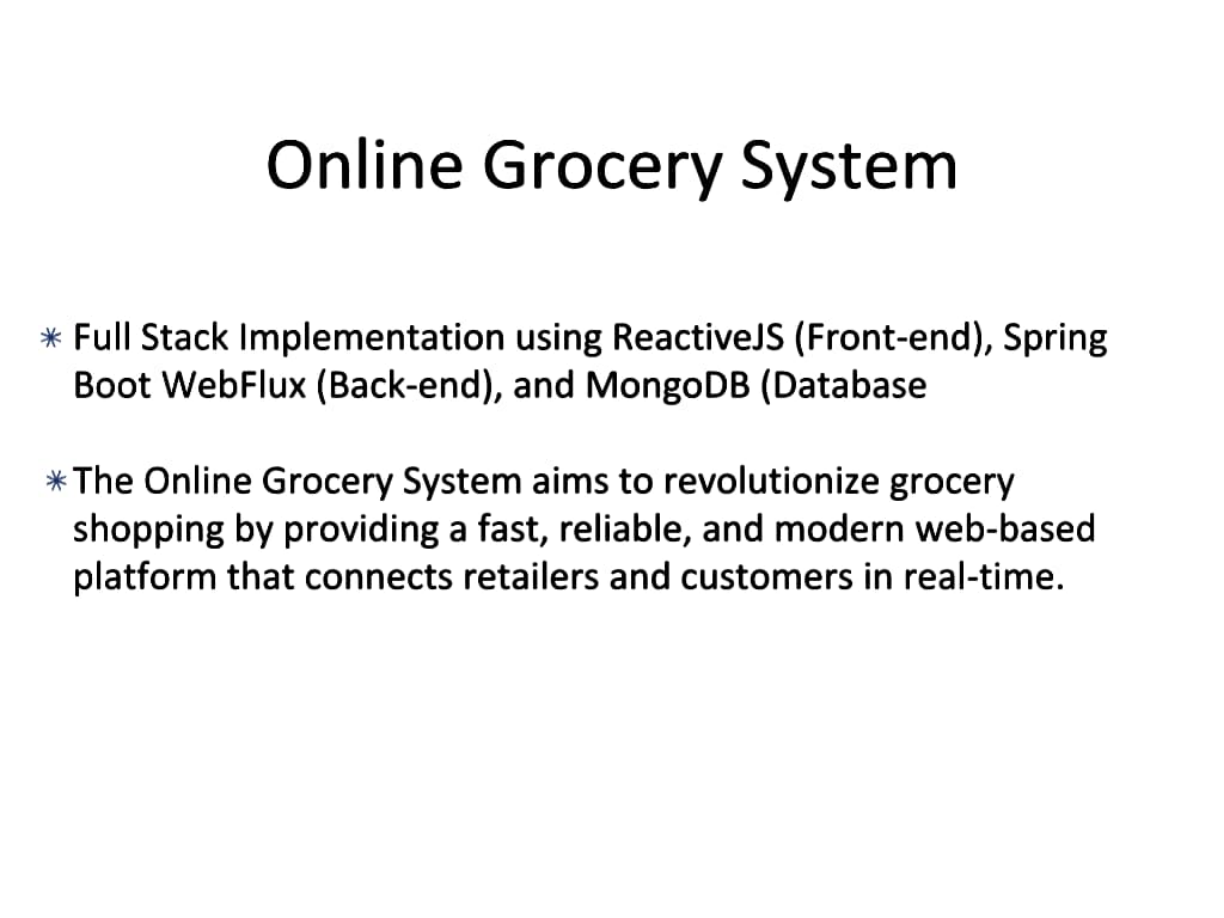 Online Grocery System
* Full Stack Implementation using ReactiveJS (Front-end), Spring
Boot WebFlux (Back-end), and MongoDB (Database
* The Online Grocery System aims to revolutionize grocery
shopping by providing a fast, reliable, and modern web-based
platform that connects retailers and customers in real-time.